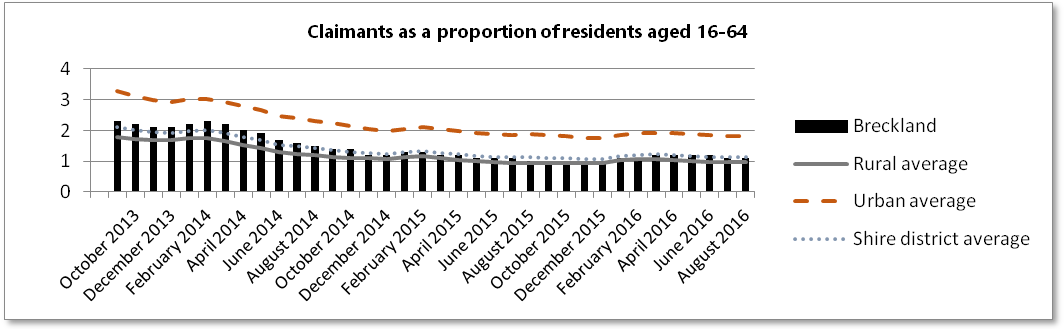 Claimants as a proportion of residents aged 16-64
4
3
2
1
0
October 2013
December 2013
February 2014
April 2014
June 2014
August 2014
October 2014
December 2014
February 2015
April 2015
June 2015
August 2015
October 2015
December 2015
February 2016
April 2016
June 2016
August 2016
Breckland
Rural average
Urban average
Shire district average